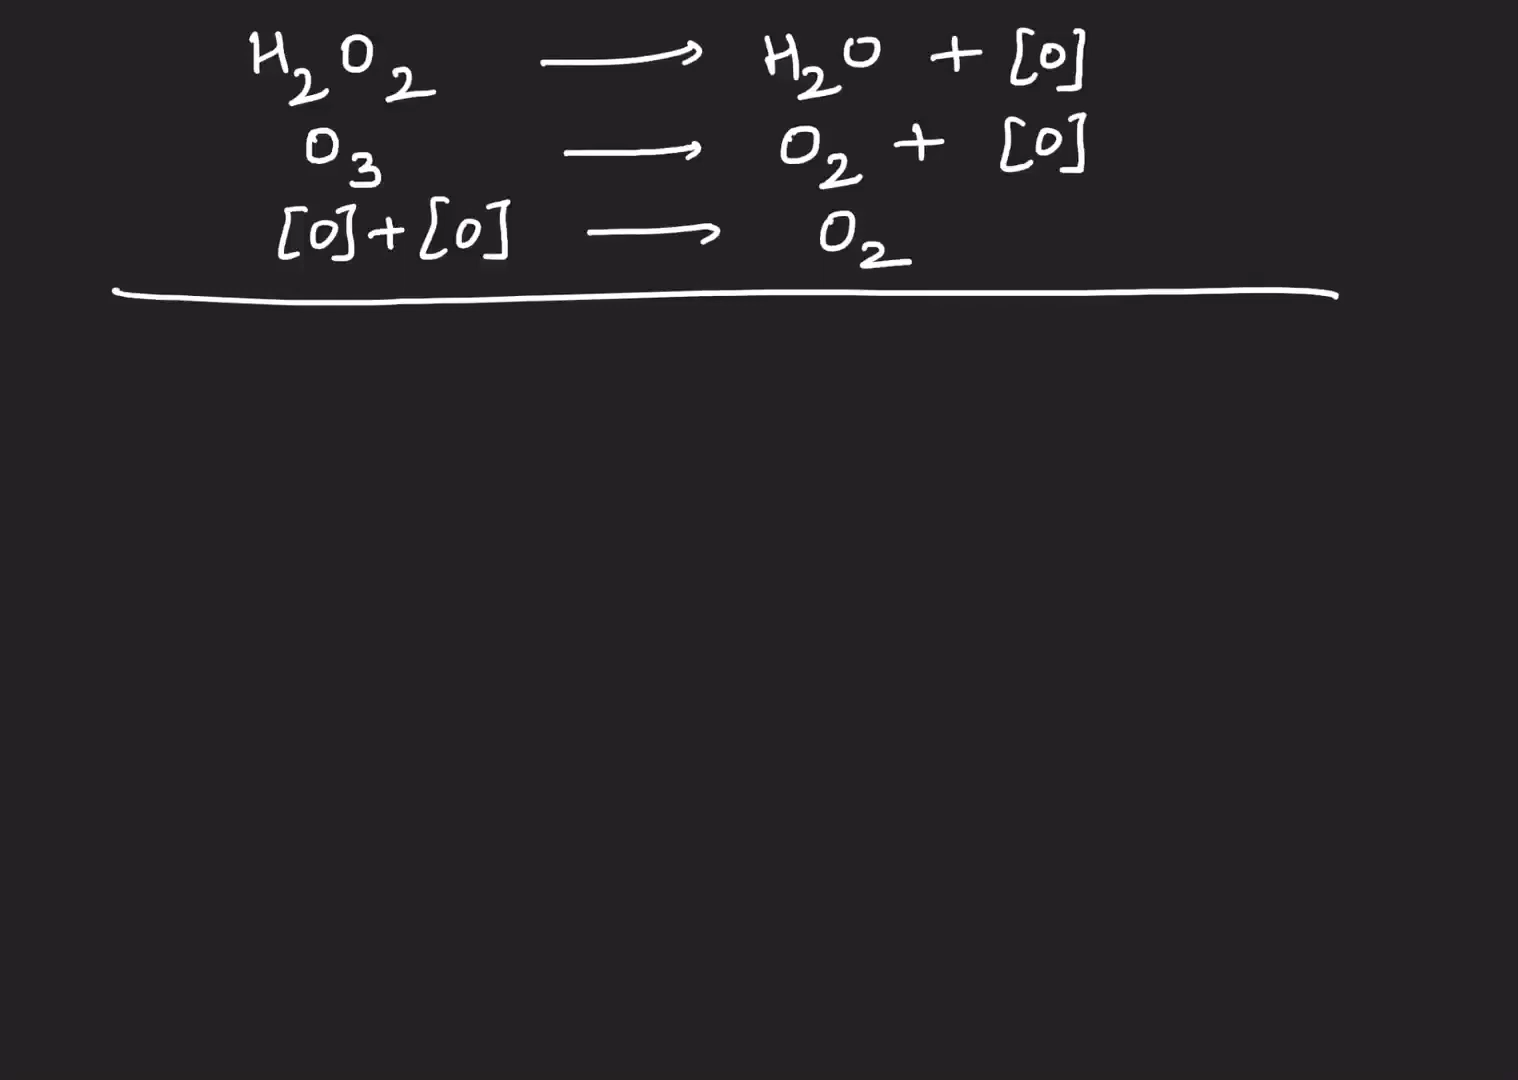 H₂O₂ ⟶ H₂O + [O]
O₃ ⟶ O₂ + [O]
[O]+[O] ⟶ O₂